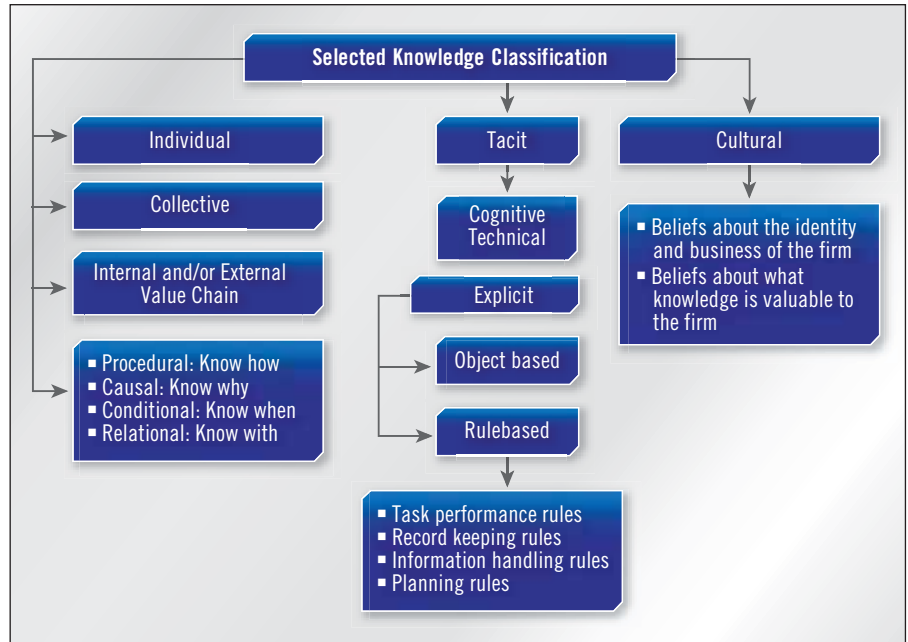 Selected Knowledge Classification
Individual
Collective
Internal and/or External
Value Chain
▪ Procedural: Know how
▪ Causal: Know why
▪ Conditional: Know when
▪ Relational: Know with
Tacit
Cognitive
Technical
Explicit
Object based
Rulebased
▪ Task performance rules
▪ Record keeping rules
▪ Information handling rules
▪ Planning rules
Cultural
▪ Beliefs about the identity
and business of the firm
▪ Beliefs about what
knowledge is valuable to
the firm